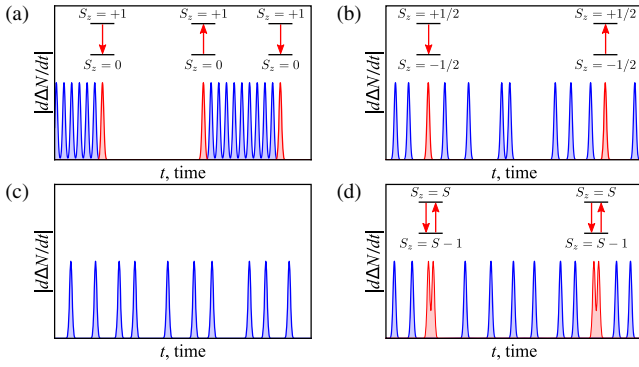 (a)
S_z = +1 S_z = +1 S_z = +1
S_z = 0 S_z = 0 S_z = 0
|dΔN/dt|
t, time
(b)
S_z = +1/2 S_z = +1/2
S_z = −1/2 S_z = −1/2
|dΔN/dt|
t, time
(c)
|dΔN/dt|
t, time
(d)
S_z = S S_z = S
S_z = S − 1 S_z = S − 1
|dΔN/dt|
t, time